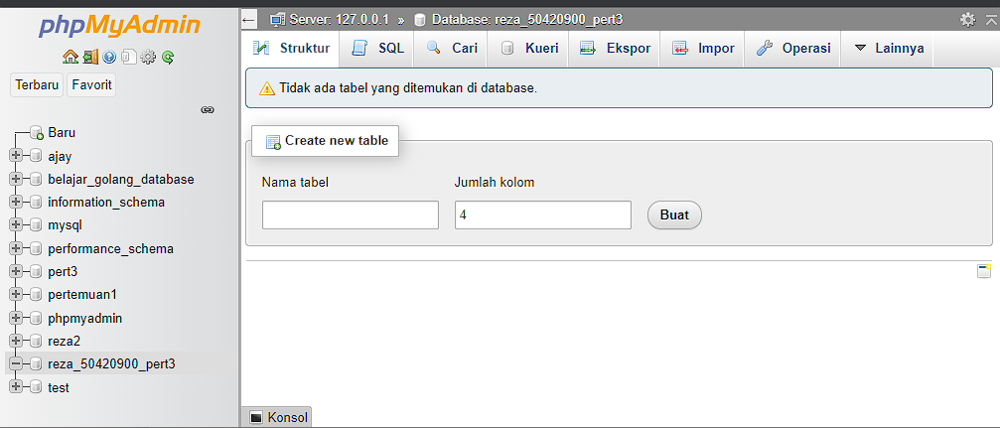 phpMyAdmin
Terbaru Favorit
Baru
ajay
belajar_golang_database
information_schema
mysql
performance_schema
pert3
pertemuan1
phpmyadmin
reza2
reza_50420900_pert3
test
Server: 127.0.0.1 » Database: reza_50420900_pert3
Struktur SQL Cari Kueri Ekspor Impor Operasi Lainnya
Tidak ada tabel yang ditemukan di database.
Create new table
Nama tabel Jumlah kolom
4 Buat
Konsol